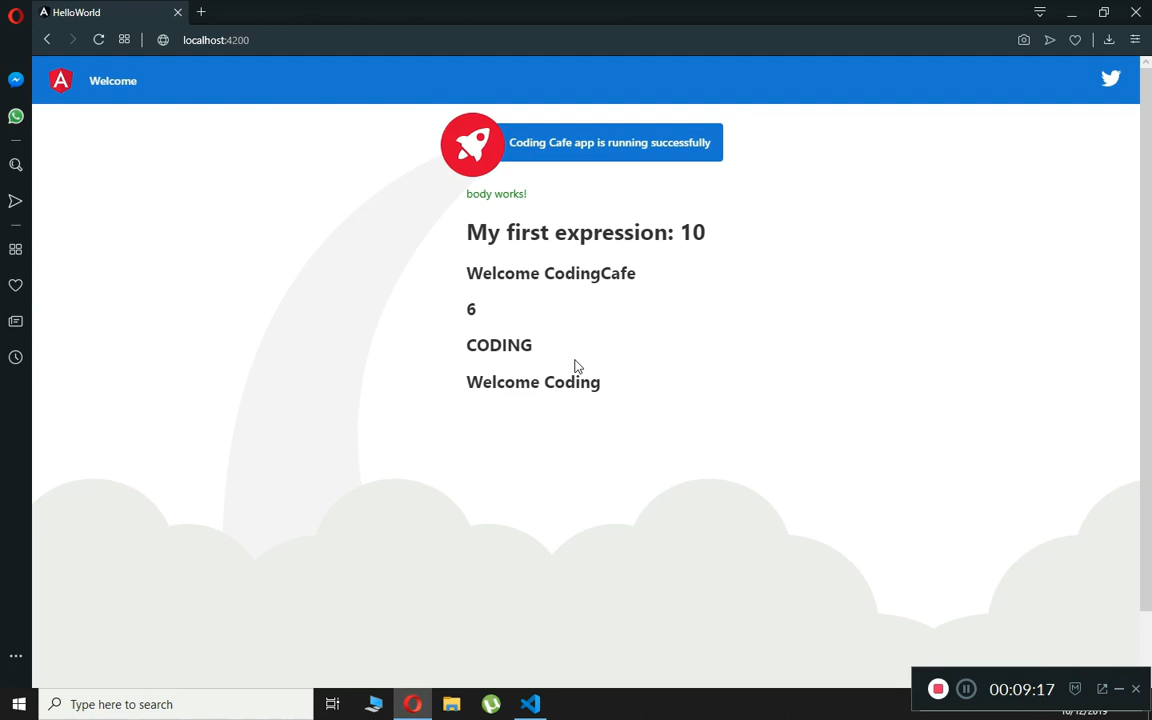 HelloWorld
localhost:4200
A
Welcome
Coding Cafe app is running successfully
body works!
My first expression: 10
Welcome CodingCafe
6
CODING
Welcome Coding
Type here to search
00:09:17